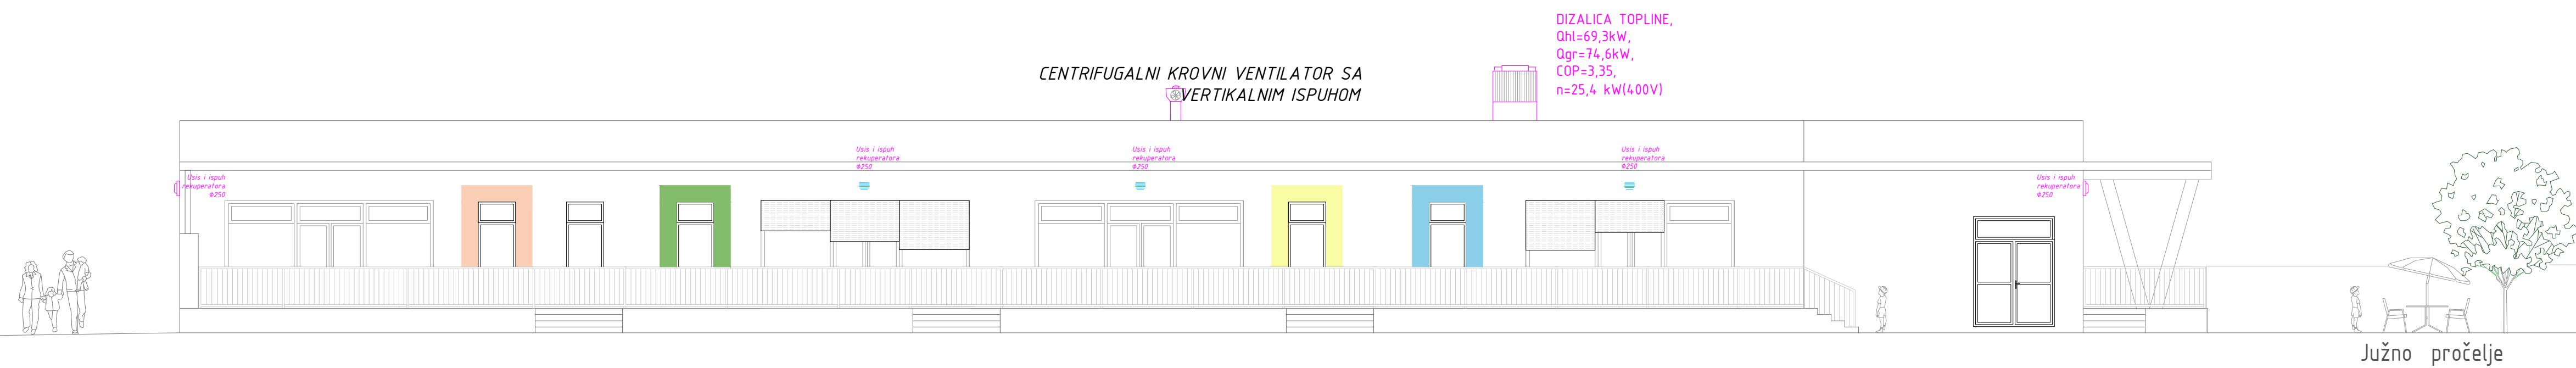 DIZALICA TOPLINE,
Qhl=69,3kW,
Qgr=74,6kW,
COP=3,35,
n=25,4 kW(400V)
CENTRIFUGALNI KROVNI VENTILATOR SA
VERTIKALNIM ISPUHOM
Usis i ispuh
rekuperatora
Φ250
Usis i ispuh
rekuperatora
Φ250
Usis i ispuh
rekuperatora
Φ250
Usis i ispuh
rekuperatora
Φ250
Usis i ispuh
rekuperatora
Φ250
Južno pročelje